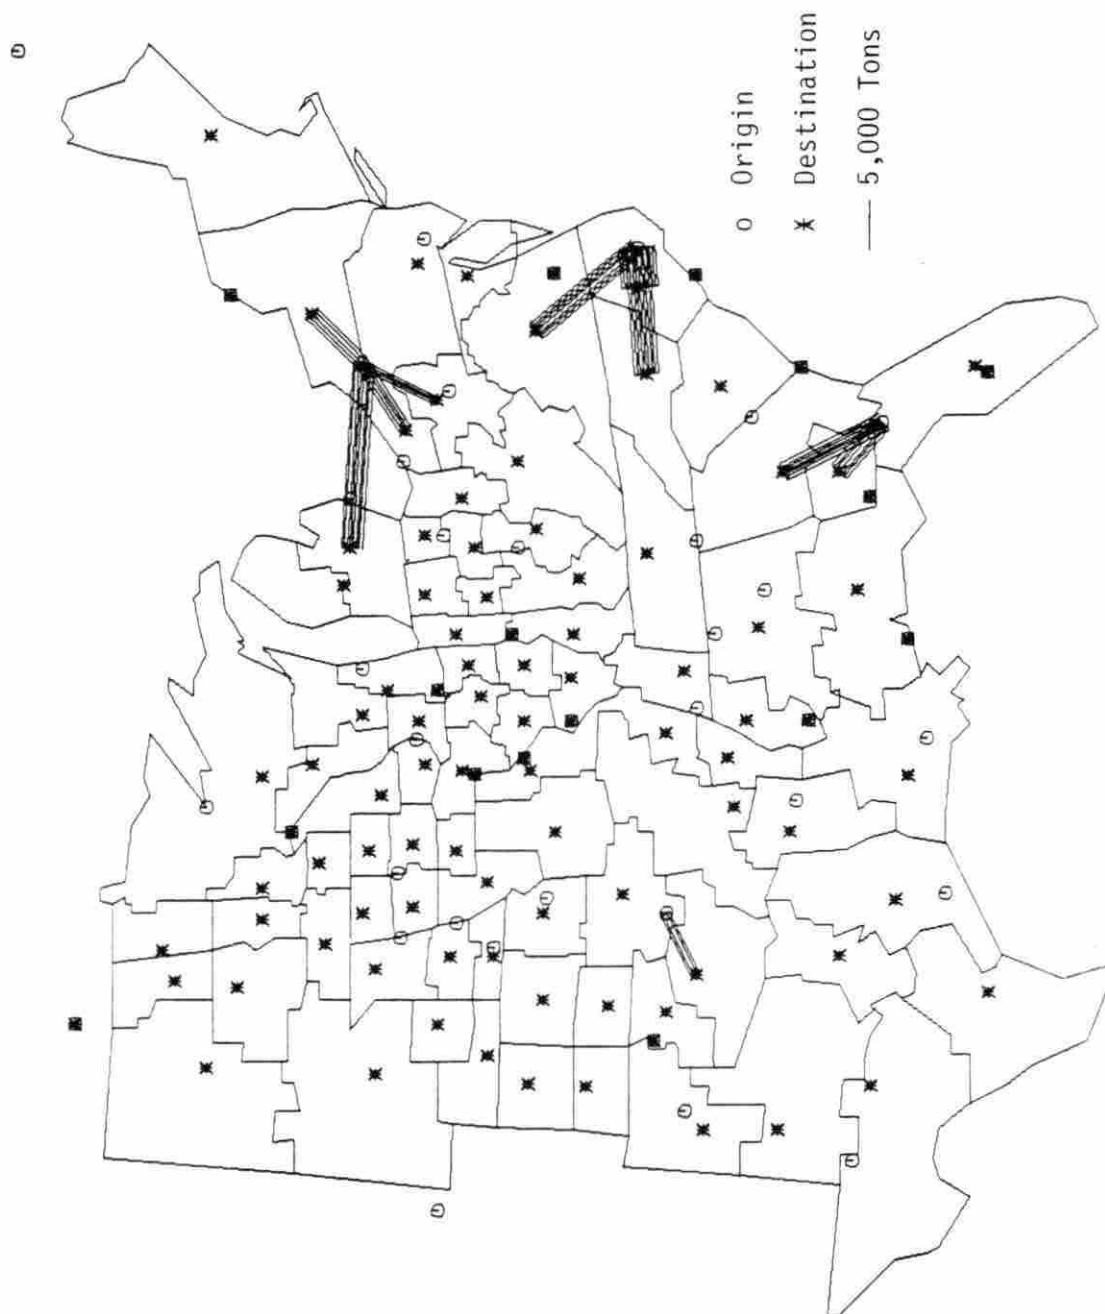 o Origin
ж Destination
— 5,000 Tons